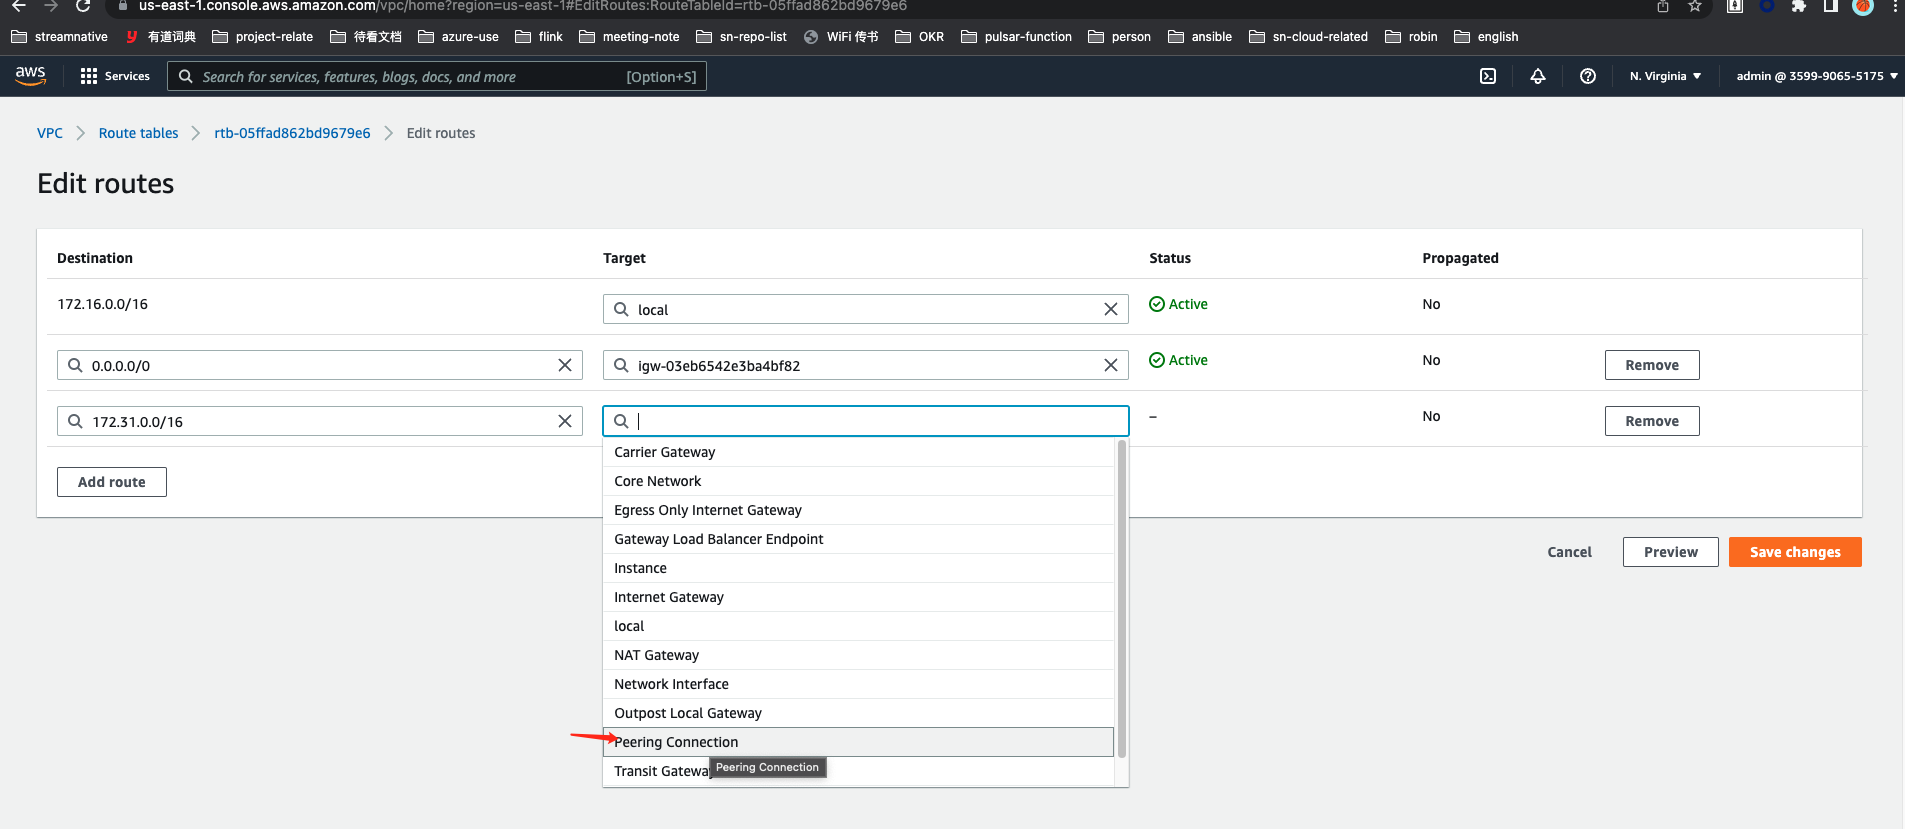 us-east-1.console.aws.amazon.com/vpc/home?region=us-east-1#EditRoutes:RouteTableId=rtb-05ffad862bd9679e6
streamnative 有道词典 project-relate 待看文档 azure-use flink meeting-note sn-repo-list WiFi 传书 OKR pulsar-function person ansible sn-cloud-related robin english
aws Services Search for services, features, blogs, docs, and more [Option+S] N. Virginia admin @ 3599-9065-5175
VPC Route tables rtb-05ffad862bd9679e6 Edit routes
Edit routes
Destination Target Status Propagated
172.16.0.0/16 local Active No
0.0.0.0/0 igw-03eb6542e3ba4bf82 Active No Remove
172.31.0.0/16 – No Remove
Carrier Gateway
Core Network
Add route
Egress Only Internet Gateway
Gateway Load Balancer Endpoint
Cancel Preview Save changes
Instance
Internet Gateway
local
NAT Gateway
Network Interface
Outpost Local Gateway
Peering Connection
Peering Connection
Transit Gateway